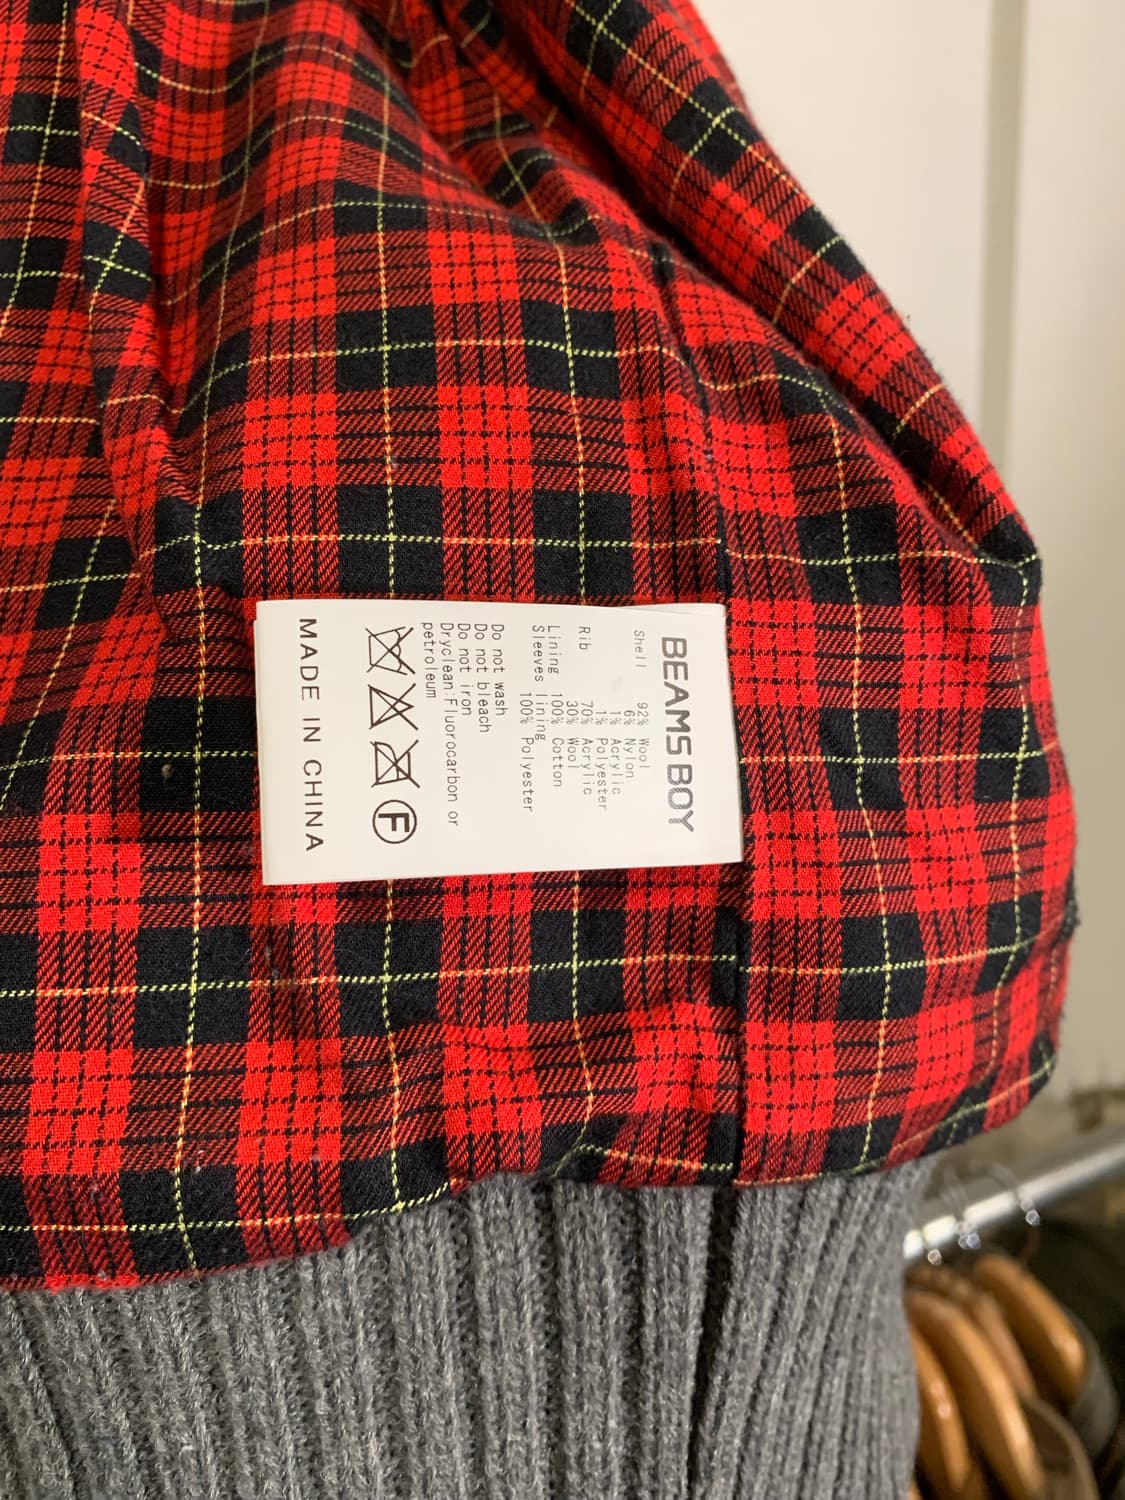 BEAMS BOY
Shell 92% Wool
6% Nylon
1% Acrylic
1% Polyester
Rib 70% Acrylic
30% Wool
Lining 100% Cotton
Sleeves lining
100% Polyester
Do not wash
Do not bleach
Do not iron
Dryclean:Fluorocarbon or
petroleum
F
MADE IN CHINA